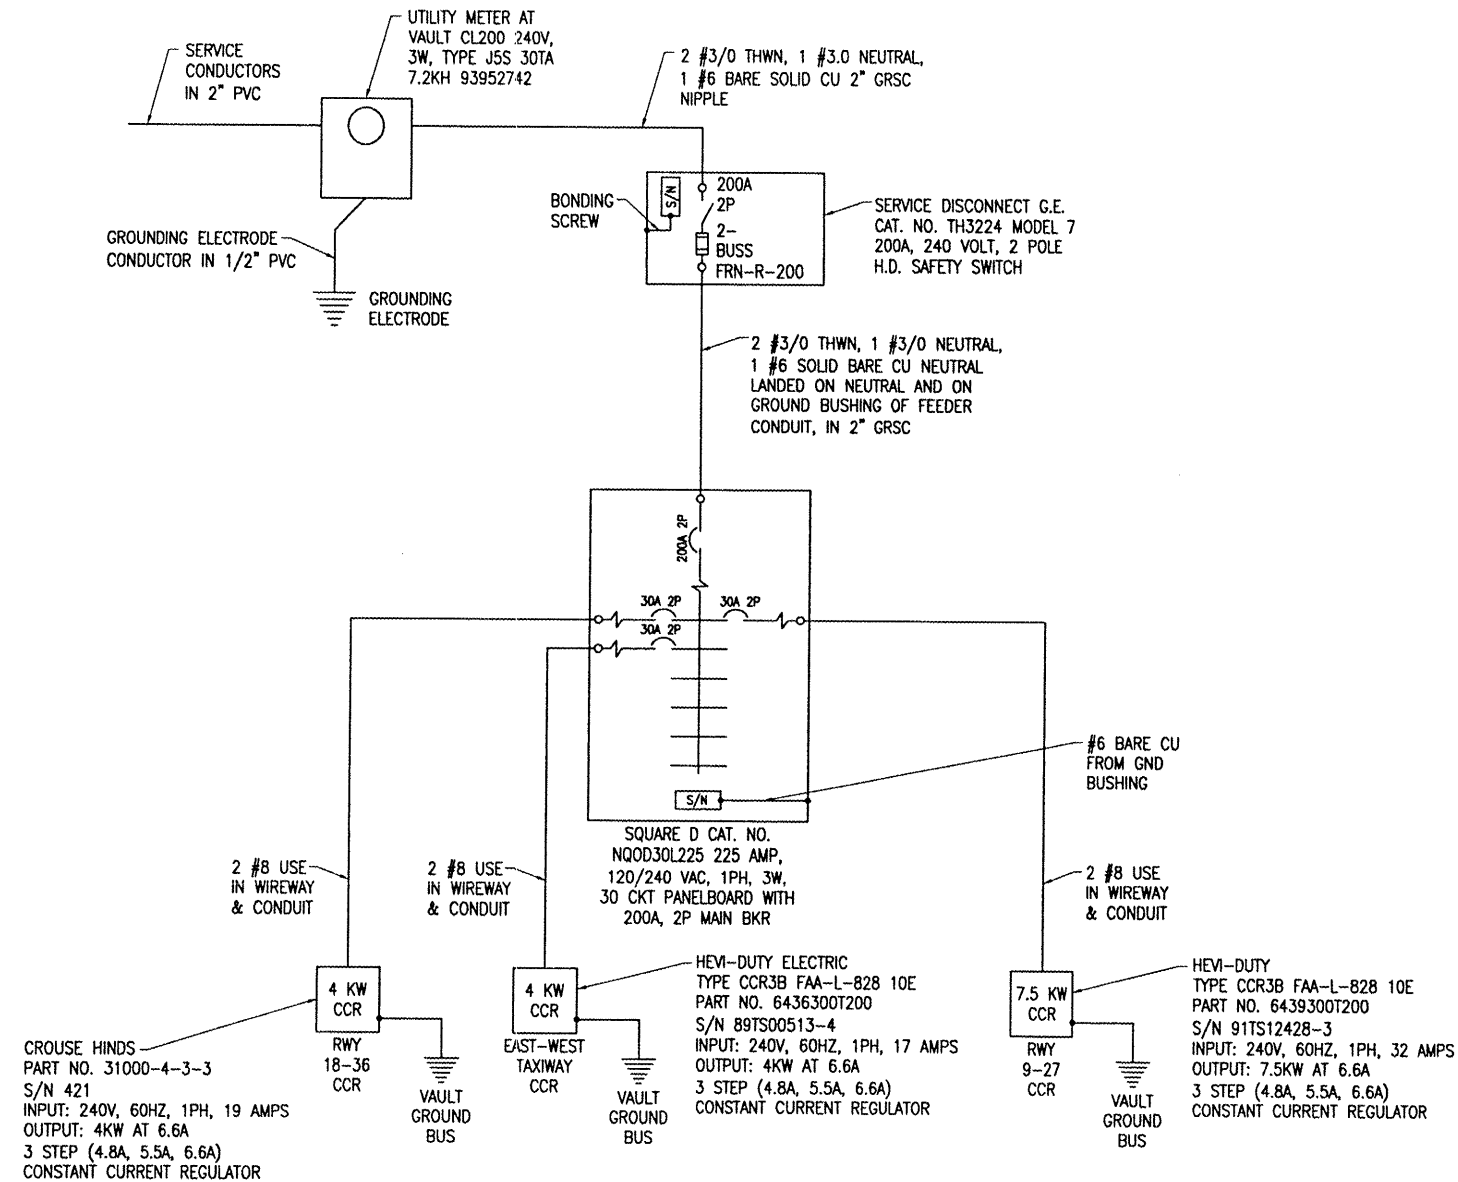 UTILITY METER AT
VAULT CL200 240V,
3W, TYPE J5S 30TA
7.2KH 93952742
SERVICE
CONDUCTORS
IN 2" PVC
2 #3/0 THWN, 1 #3.0 NEUTRAL,
1 #6 BARE SOLID CU 2" GRSC
NIPPLE
GROUNDING ELECTRODE
CONDUCTOR IN 1/2" PVC
GROUNDING
ELECTRODE
BONDING
SCREW
S/N
200A
2P
2-
BUSS
FRN-R-200
SERVICE DISCONNECT G.E.
CAT. NO. TH3224 MODEL 7
200A, 240 VOLT, 2 POLE
H.D. SAFETY SWITCH
2 #3/0 THWN, 1 #3/0 NEUTRAL,
1 #6 SOLID BARE CU NEUTRAL
LANDED ON NEUTRAL AND ON
GROUND BUSHING OF FEEDER
CONDUIT, IN 2" GRSC
200A 2P
30A 2P
30A 2P
30A 2P
S/N
#6 BARE CU
FROM GND
BUSHING
SQUARE D CAT. NO.
NQOD30L225 225 AMP,
120/240 VAC, 1PH, 3W,
30 CKT PANELBOARD WITH
200A, 2P MAIN BKR
2 #8 USE
IN WIREWAY
& CONDUIT
2 #8 USE
IN WIREWAY
& CONDUIT
2 #8 USE
IN WIREWAY
& CONDUIT
4 KW
CCR
RWY
18-36
CCR
VAULT
GROUND
BUS
CROUSE HINDS
PART NO. 31000-4-3-3
S/N 421
INPUT: 240V, 60HZ, 1PH, 19 AMPS
OUTPUT: 4KW AT 6.6A
3 STEP (4.8A, 5.5A, 6.6A)
CONSTANT CURRENT REGULATOR
4 KW
CCR
EAST-WEST
TAXIWAY
CCR
VAULT
GROUND
BUS
HEVI-DUTY ELECTRIC
TYPE CCR3B FAA-L-828 10E
PART NO. 6436300T200
S/N 89TS00513-4
INPUT: 240V, 60HZ, 1PH, 17 AMPS
OUTPUT: 4KW AT 6.6A
3 STEP (4.8A, 5.5A, 6.6A)
CONSTANT CURRENT REGULATOR
7.5 KW
CCR
RWY
9-27
CCR
VAULT
GROUND
BUS
HEVI-DUTY
TYPE CCR3B FAA-L-828 10E
PART NO. 6439300T200
S/N 91TS12428-3
INPUT: 240V, 60HZ, 1PH, 32 AMPS
OUTPUT: 7.5KW AT 6.6A
3 STEP (4.8A, 5.5A, 6.6A)
CONSTANT CURRENT REGULATOR